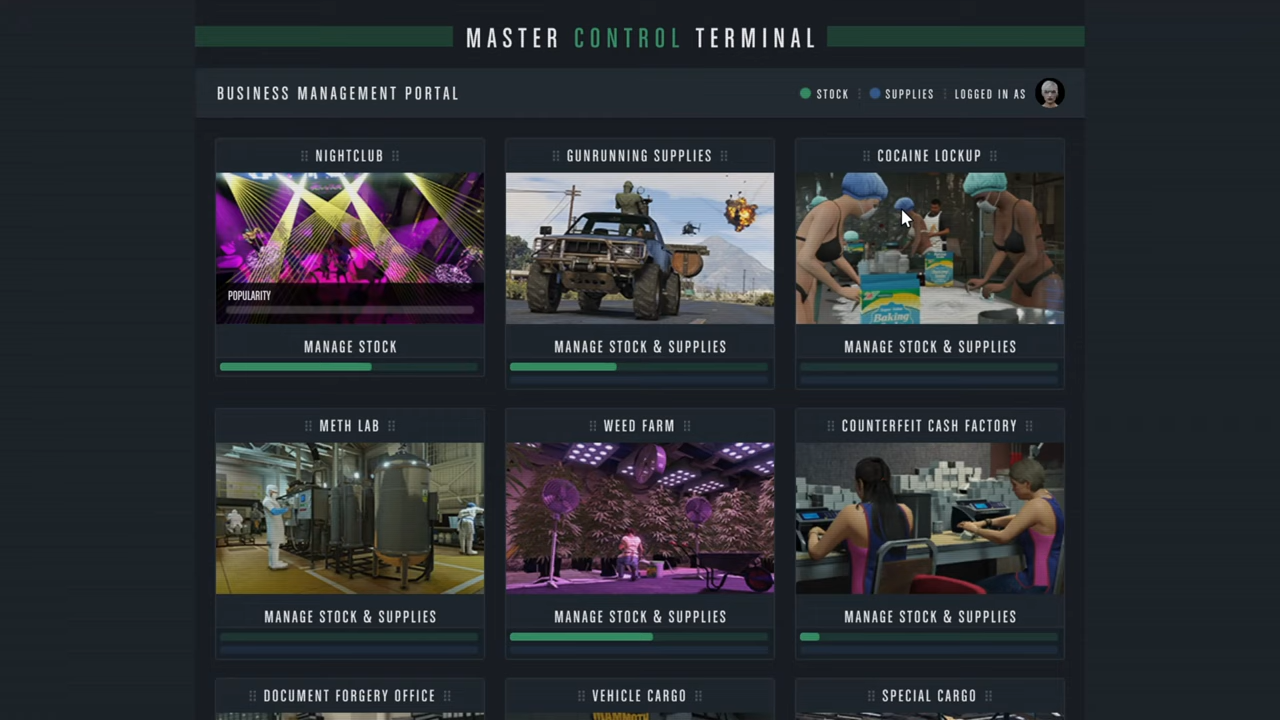 MASTER CONTROL TERMINAL
BUSINESS MANAGEMENT PORTAL
STOCK
SUPPLIES
LOGGED IN AS
NIGHTCLUB
GUNRUNNING SUPPLIES
COCAINE LOCKUP
POPULARITY
Baking
MANAGE STOCK
MANAGE STOCK & SUPPLIES
MANAGE STOCK & SUPPLIES
METH LAB
WEED FARM
COUNTERFEIT CASH FACTORY
MANAGE STOCK & SUPPLIES
MANAGE STOCK & SUPPLIES
MANAGE STOCK & SUPPLIES
DOCUMENT FORGERY OFFICE
VEHICLE CARGO
SPECIAL CARGO
MAMMOTH